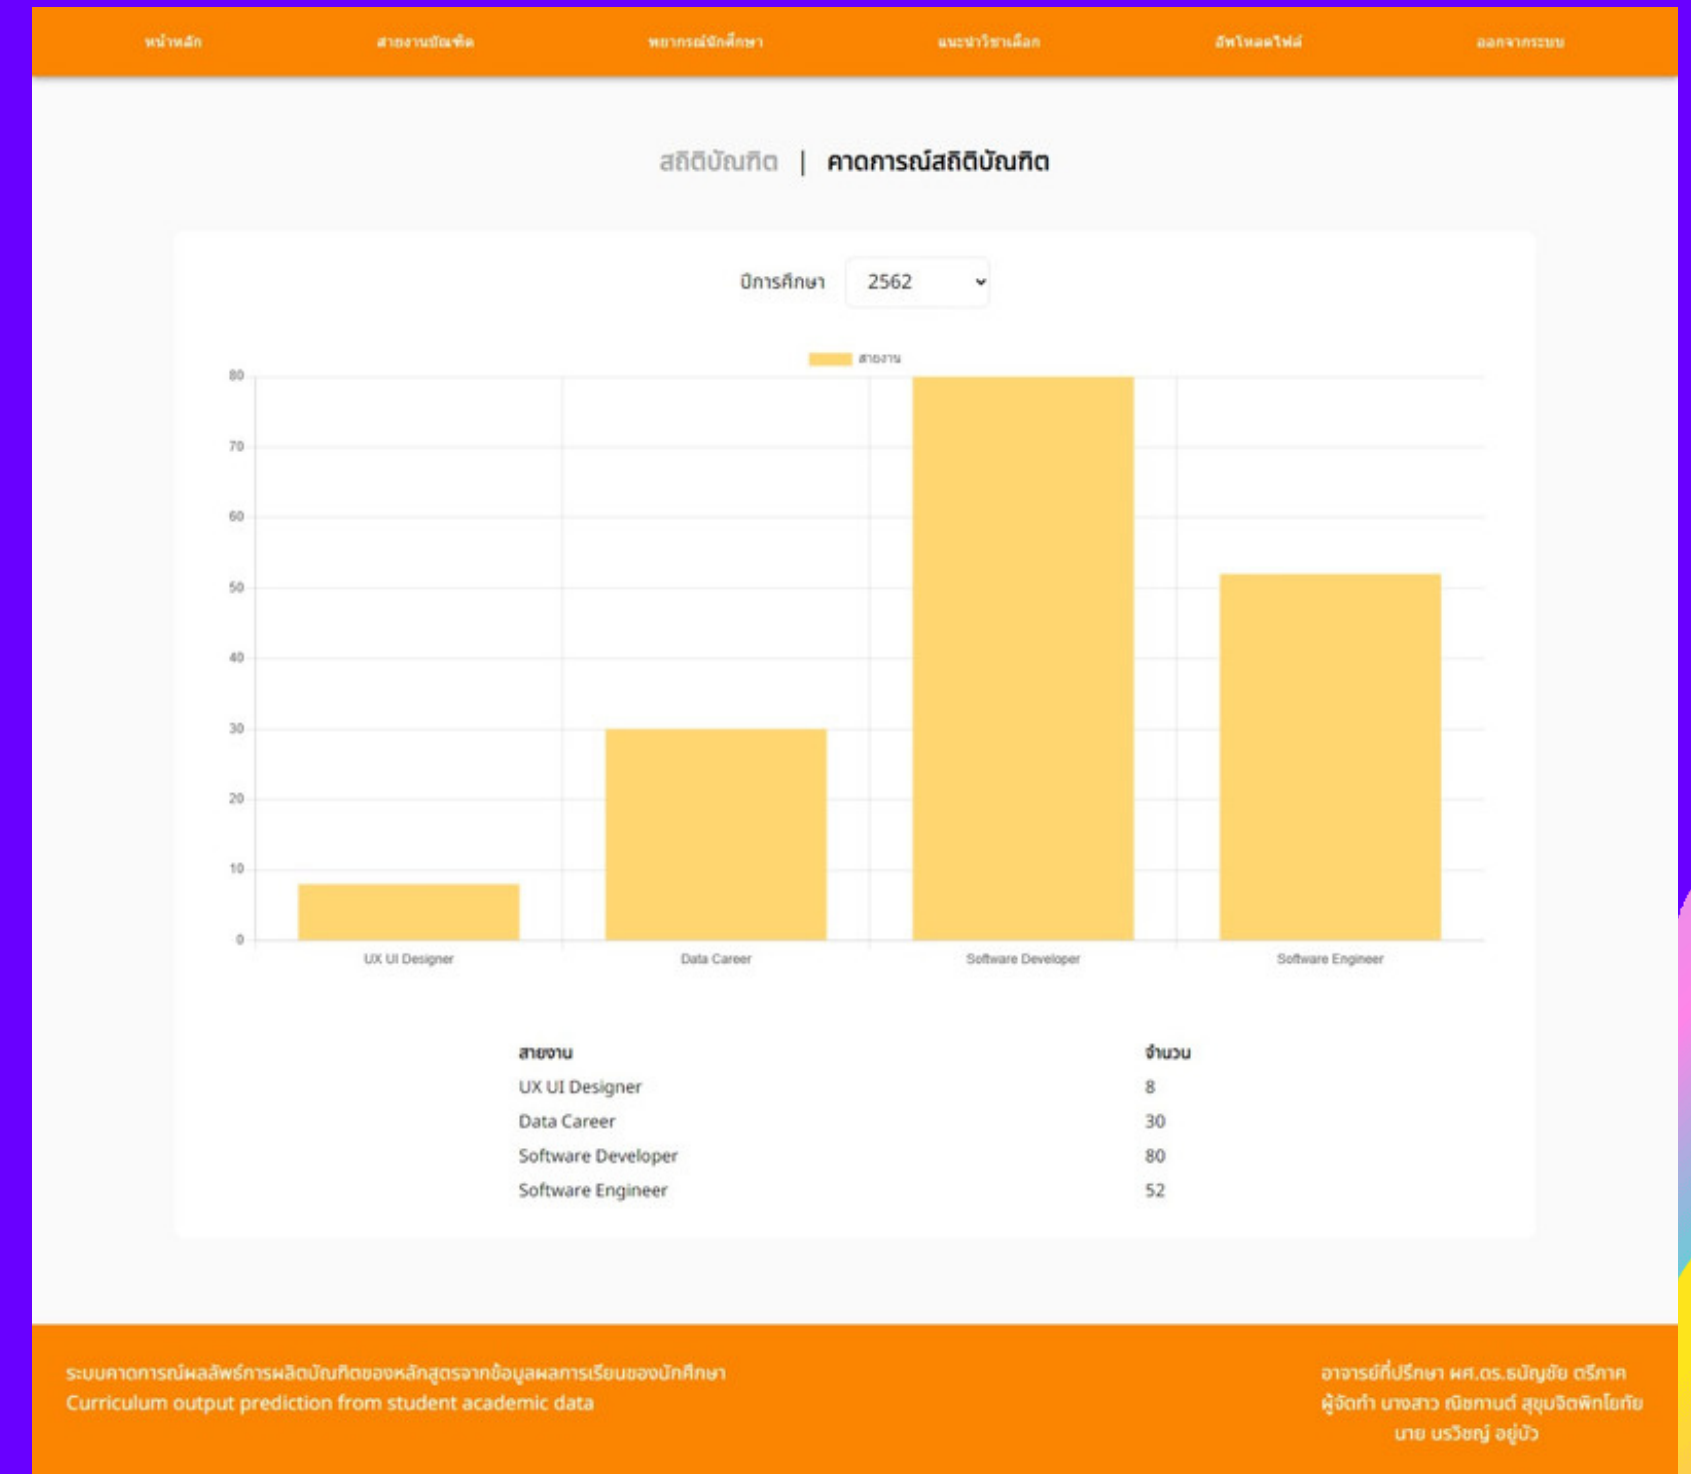 หน้าหลัก สายงานบัณฑิต พยากรณ์นักศึกษา แนะนำวิชาเลือก อัพโหลดไฟล์ ออกจากระบบ
สถิติบัณฑิต | คาดการณ์สถิติบัณฑิต
ปีการศึกษา 2562
สายงาน
80
70
60
50
40
30
20
10
0
UX UI Designer Data Career Software Developer Software Engineer
สายงาน จำนวน
UX UI Designer 8
Data Career 30
Software Developer 80
Software Engineer 52
ระบบคาดการณ์ผลลัพธ์การผลิตบัณฑิตของหลักสูตรจากข้อมูลผลการเรียนของนักศึกษา
Curriculum output prediction from student academic data
อาจารย์ที่ปรึกษา ผศ.ดร.ธนัญชัย ตรีภาค
ผู้จัดทำ นางสาว ณิชกานต์ สุขุมจิตพิทโยทัย
นาย นรวิชญ์ อยู่บัว